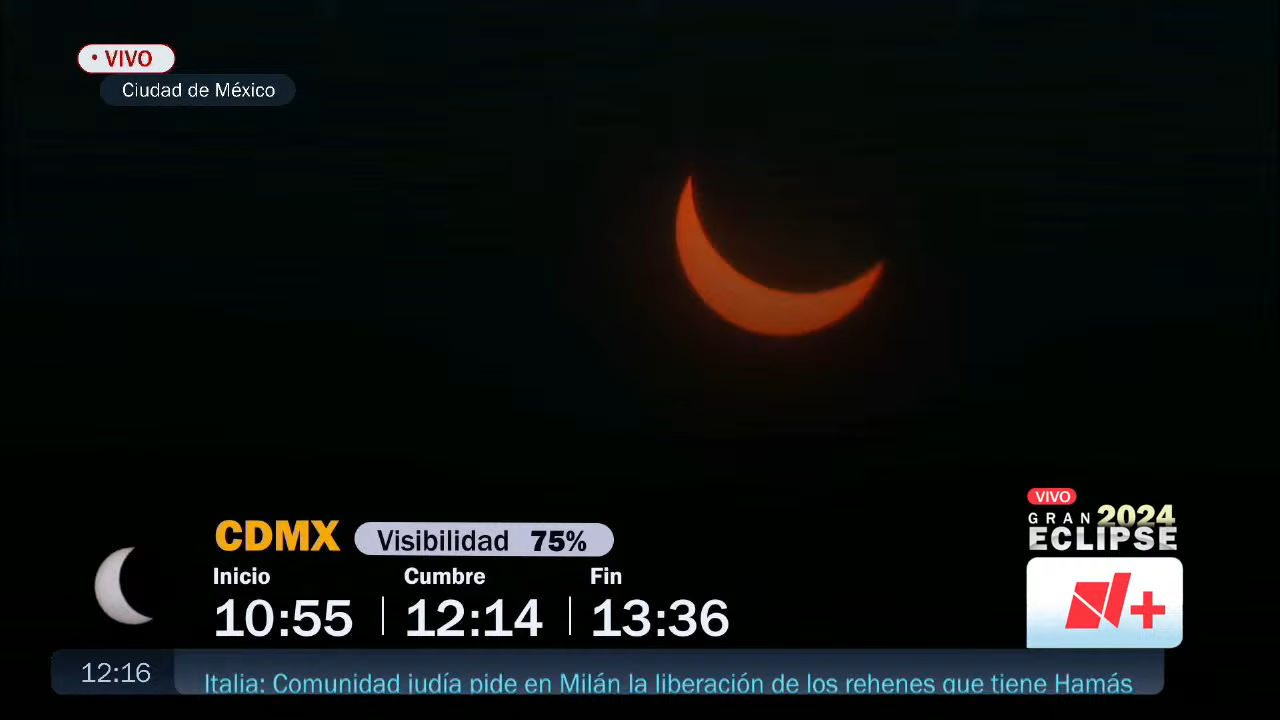 • VIVO
Ciudad de México
VIVO
GRAN 2024
ECLIPSE
N+
CDMX Visibilidad 75%
Inicio Cumbre Fin
10:55 12:14 13:36
12:16 Italia: Comunidad judía pide en Milán la liberación de los rehenes que tiene Hamás